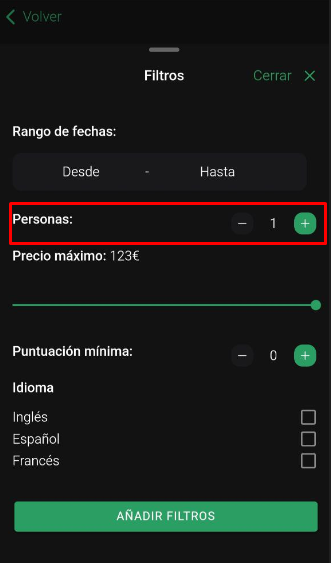 Volver
Filtros
Cerrar
Rango de fechas:
Desde - Hasta
Personas: − 1 +
Precio máximo: 123€
Puntuación mínima: − 0 +
Idioma
Inglés
Español
Francés
AÑADIR FILTROS